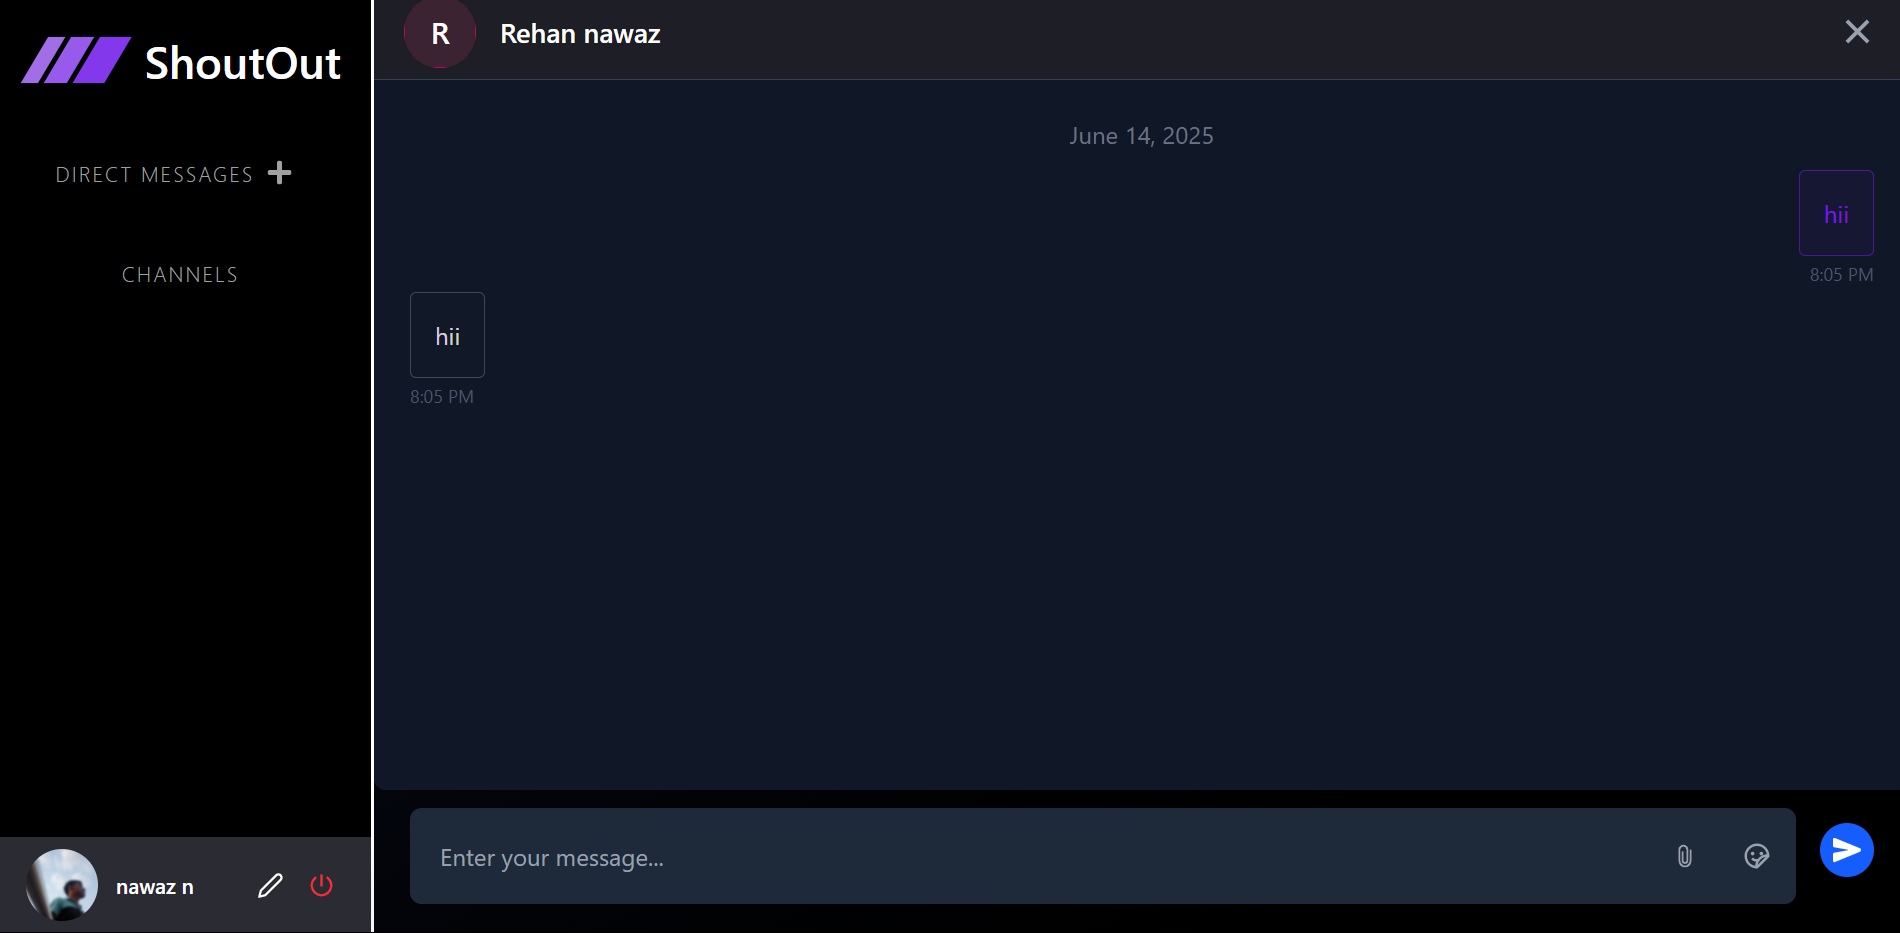 ShoutOut
DIRECT MESSAGES
CHANNELS
nawaz n
R
Rehan nawaz
June 14, 2025
hii
8:05 PM
hii
8:05 PM
Enter your message...